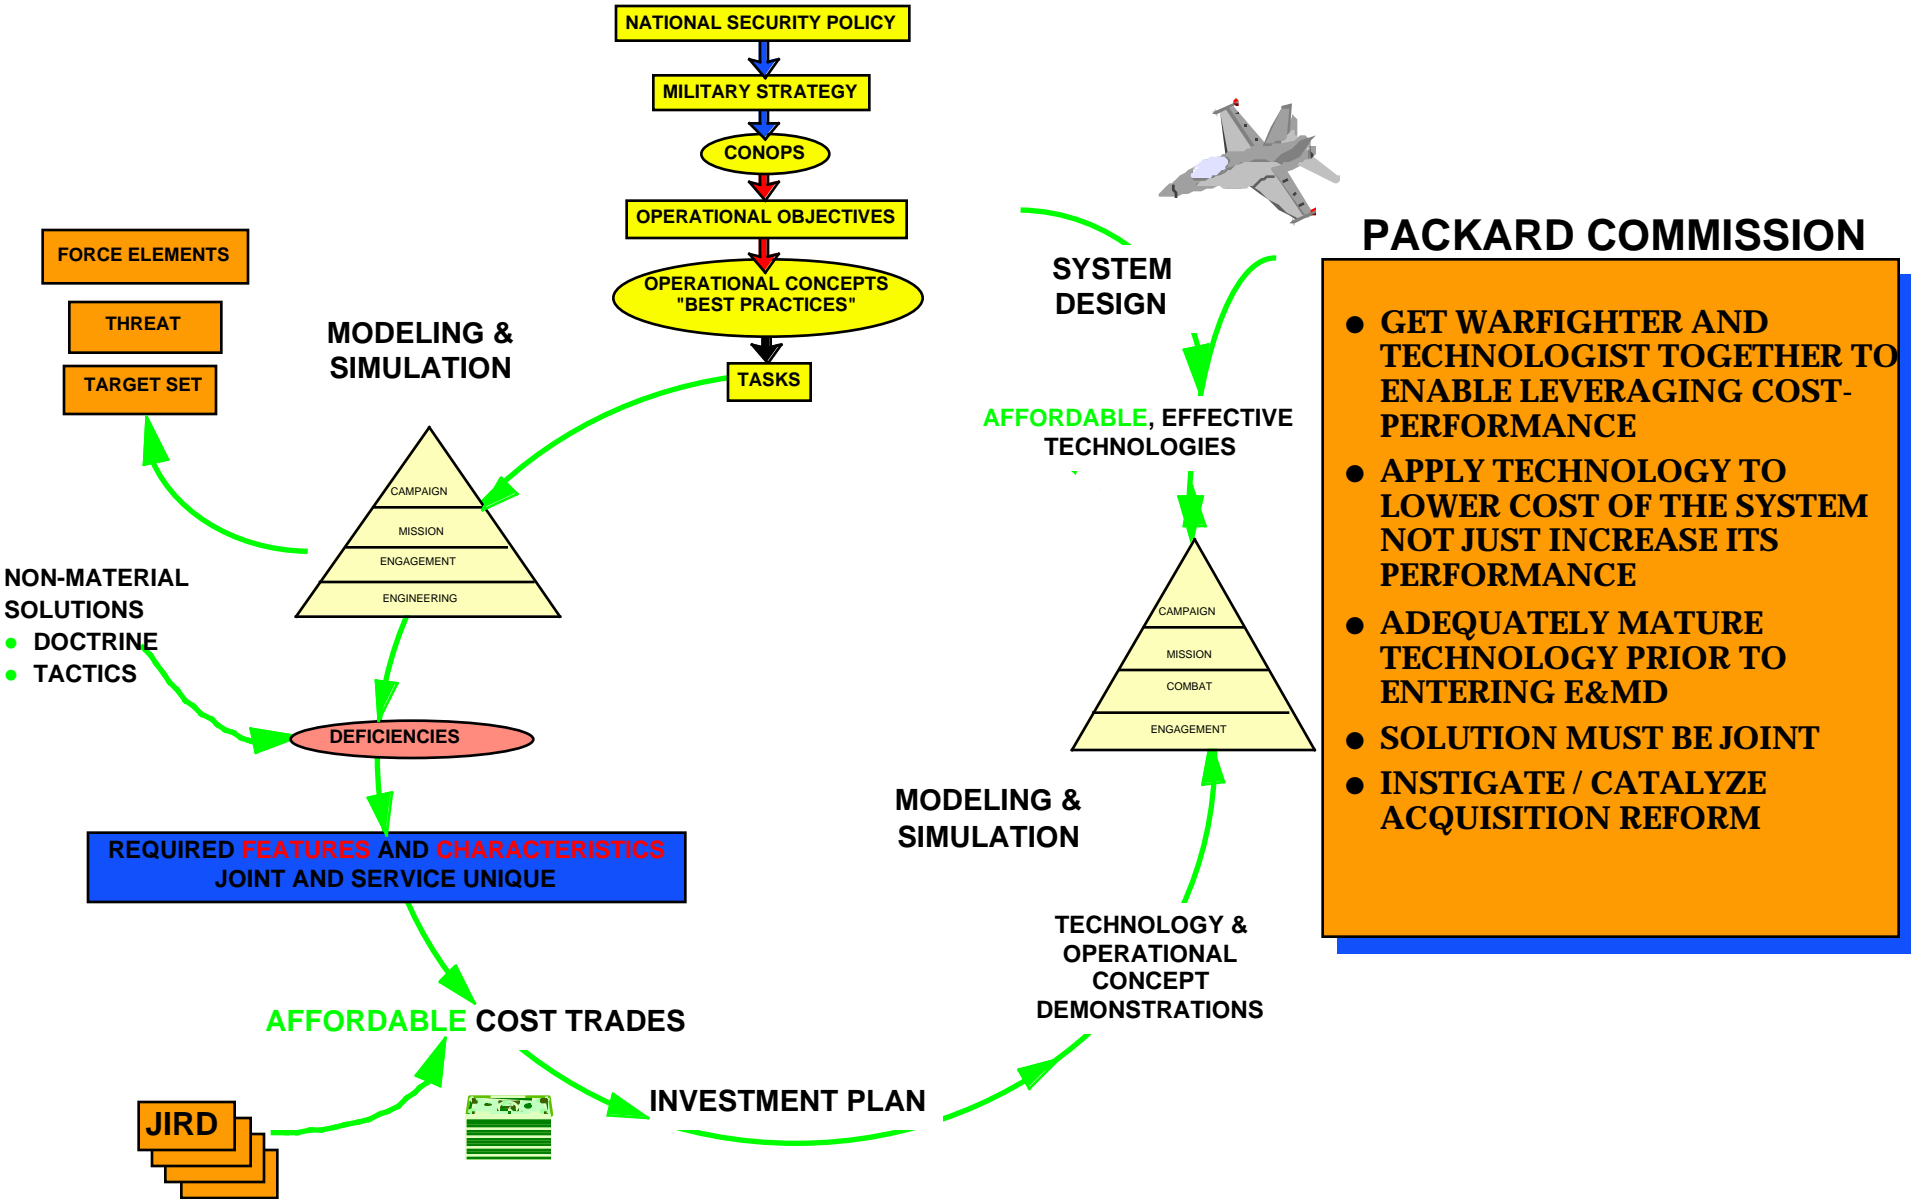 NATIONAL SECURITY POLICY
MILITARY STRATEGY
CONOPS
OPERATIONAL OBJECTIVES
OPERATIONAL CONCEPTS
"BEST PRACTICES"
TASKS
FORCE ELEMENTS
THREAT
TARGET SET
MODELING &
SIMULATION
CAMPAIGN
MISSION
ENGAGEMENT
ENGINEERING
NON-MATERIAL
SOLUTIONS
• DOCTRINE
• TACTICS
DEFICIENCIES
REQUIRED FEATURES AND CHARACTERISTICS
JOINT AND SERVICE UNIQUE
AFFORDABLE COST TRADES
JIRD
INVESTMENT PLAN
TECHNOLOGY &
OPERATIONAL
CONCEPT
DEMONSTRATIONS
MODELING &
SIMULATION
CAMPAIGN
MISSION
COMBAT
ENGAGEMENT
AFFORDABLE, EFFECTIVE
TECHNOLOGIES
SYSTEM
DESIGN
PACKARD COMMISSION
• GET WARFIGHTER AND
TECHNOLOGIST TOGETHER TO
ENABLE LEVERAGING COST-
PERFORMANCE
• APPLY TECHNOLOGY TO
LOWER COST OF THE SYSTEM
NOT JUST INCREASE ITS
PERFORMANCE
• ADEQUATELY MATURE
TECHNOLOGY PRIOR TO
ENTERING E&MD
• SOLUTION MUST BE JOINT
• INSTIGATE / CATALYZE
ACQUISITION REFORM